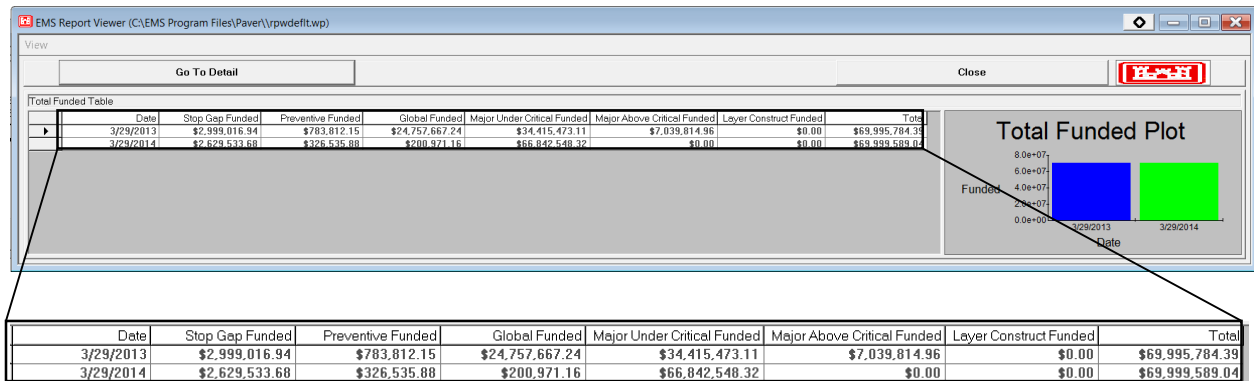 EMS Report Viewer (C:\EMS Program Files\Paver\\rpwdeflt.wp)
View
Go To Detail Close
Total Funded Table
Date Stop Gap Funded Preventive Funded Global Funded Major Under Critical Funded Major Above Critical Funded Layer Construct Funded Total
3/29/2013 $2,999,016.94 $783,812.15 $24,757,667.24 $34,415,473.11 $7,039,814.96 $0.00 $69,995,784.39
3/29/2014 $2,629,533.68 $326,535.88 $200,971.16 $66,842,548.32 $0.00 $0.00 $69,999,589.04
Total Funded Plot
8.0e+07
6.0e+07
Funded 4.0e+07
2.0e+07
0.0e+00
3/29/2013 3/29/2014
Date
Date Stop Gap Funded Preventive Funded Global Funded Major Under Critical Funded Major Above Critical Funded Layer Construct Funded Total
3/29/2013 $2,999,016.94 $783,812.15 $24,757,667.24 $34,415,473.11 $7,039,814.96 $0.00 $69,995,784.39
3/29/2014 $2,629,533.68 $326,535.88 $200,971.16 $66,842,548.32 $0.00 $0.00 $69,999,589.04